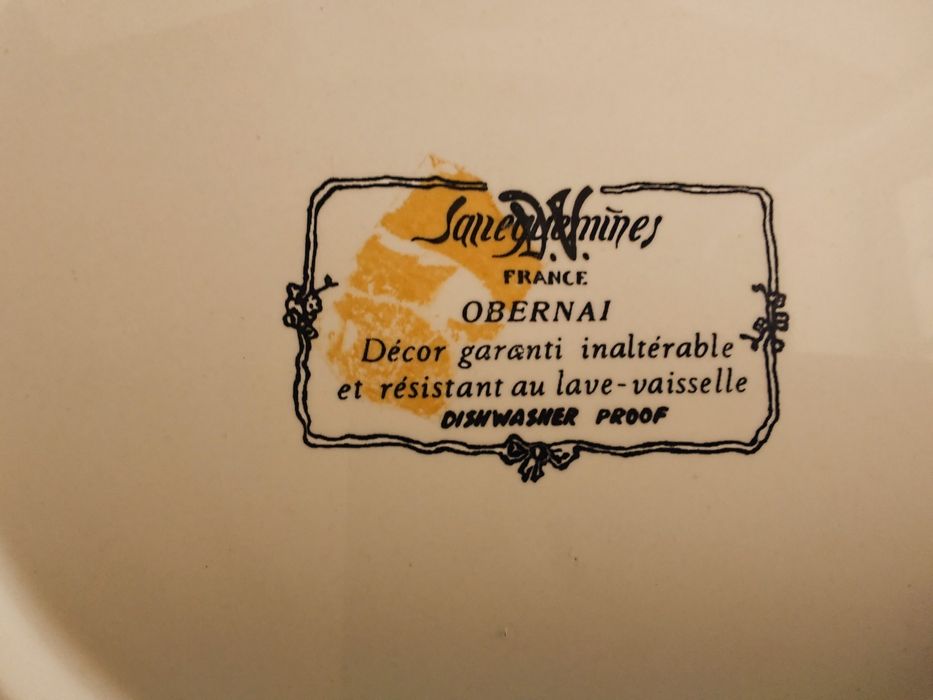 Sarreguemines
D.V.
FRANCE
OBERNAI
Décor garanti inaltérable
et résistant au lave-vaisselle
DISHWASHER PROOF